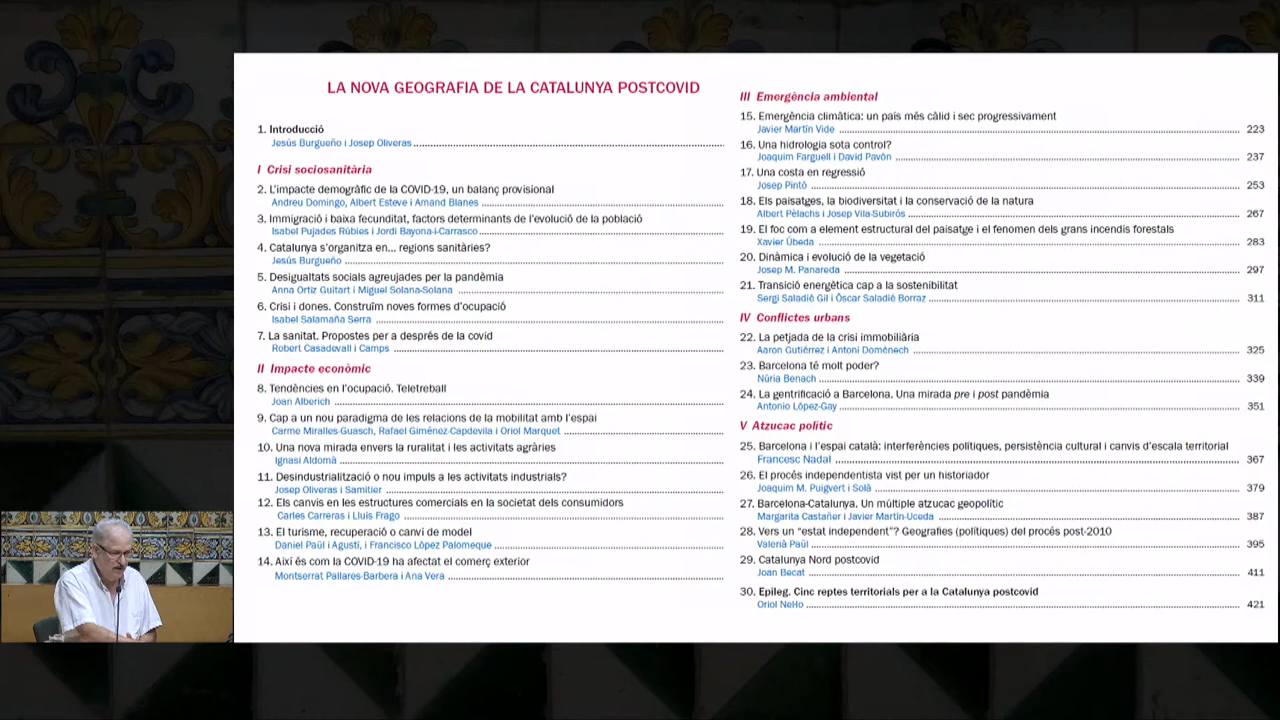 LA NOVA GEOGRAFIA DE LA CATALUNYA POSTCOVID
1. Introducció
Jesús Burgueño i Josep Oliveras
I Crisi sociosanitària
2. L'impacte demogràfic de la COVID-19, un balanç provisional
Andreu Domingo, Albert Esteve i Amand Blanes
3. Immigració i baixa fecunditat, factors determinants de l'evolució de la població
Isabel Pujades Rúbies i Jordi Bayona-i-Carrasco
4. Catalunya s'organitza en... regions sanitàries?
Jesús Burgueño
5. Desigualtats socials agreujades per la pandèmia
Anna Ortiz Guitart i Miguel Solana-Solana
6. Crisi i dones. Construïm noves formes d'ocupació
Isabel Salamaña Serra
7. La sanitat. Propostes per a després de la covid
Robert Casadevall i Camps
II Impacte econòmic
8. Tendències en l'ocupació. Teletreball
Joan Alberich
9. Cap a un nou paradigma de les relacions de la mobilitat amb l'espai
Carme Miralles-Guasch, Rafael Giménez-Capdevila i Oriol Marquet
10. Una nova mirada envers la ruralitat i les activitats agràries
Ignasi Aldomà
11. Desindustrialització o nou impuls a les activitats industrials?
Josep Oliveras i Samitier
12. Els canvis en les estructures comercials en la societat dels consumidors
Carles Carreras i Lluís Frago
13. El turisme, recuperació o canvi de model
Daniel Paül i Agustí, i Francisco López Palomeque
14. Així és com la COVID-19 ha afectat el comerç exterior
Montserrat Pallares-Barbera i Ana Vera
III Emergència ambiental
15. Emergència climàtica: un país més càlid i sec progressivament
Javier Martín Vide 223
16. Una hidrologia sota control?
Joaquim Farguell i David Pavón 237
17. Una costa en regressió
Josep Pintó 253
18. Els paisatges, la biodiversitat i la conservació de la natura
Albert Pèlachs i Josep Vila-Subirós 267
19. El foc com a element estructural del paisatge i el fenomen dels grans incendis forestals
Xavier Úbeda 283
20. Dinàmica i evolució de la vegetació
Josep M. Panareda 297
21. Transició energètica cap a la sostenibilitat
Sergi Saladié Gil i Òscar Saladié Borraz 311
IV Conflictes urbans
22. La petjada de la crisi immobiliària
Aaron Gutiérrez i Antoni Domènech 325
23. Barcelona té molt poder?
Núria Benach 339
24. La gentrificació a Barcelona. Una mirada pre i post pandèmia
Antonio López-Gay 351
V Atzucac polític
25. Barcelona i l'espai català: interferències polítiques, persistència cultural i canvis d'escala territorial
Francesc Nadal 367
26. El procés independentista vist per un historiador
Joaquim M. Puigvert i Solà 379
27. Barcelona-Catalunya. Un múltiple atzucac geopolític
Margarita Castañer i Javier Martín-Uceda 387
28. Vers un "estat independent"? Geografies (polítiques) del procés post-2010
Valerià Paül 395
29. Catalunya Nord postcovid
Joan Becat 411
30. Epíleg. Cinc reptes territorials per a la Catalunya postcovid
Oriol Nel·lo 421